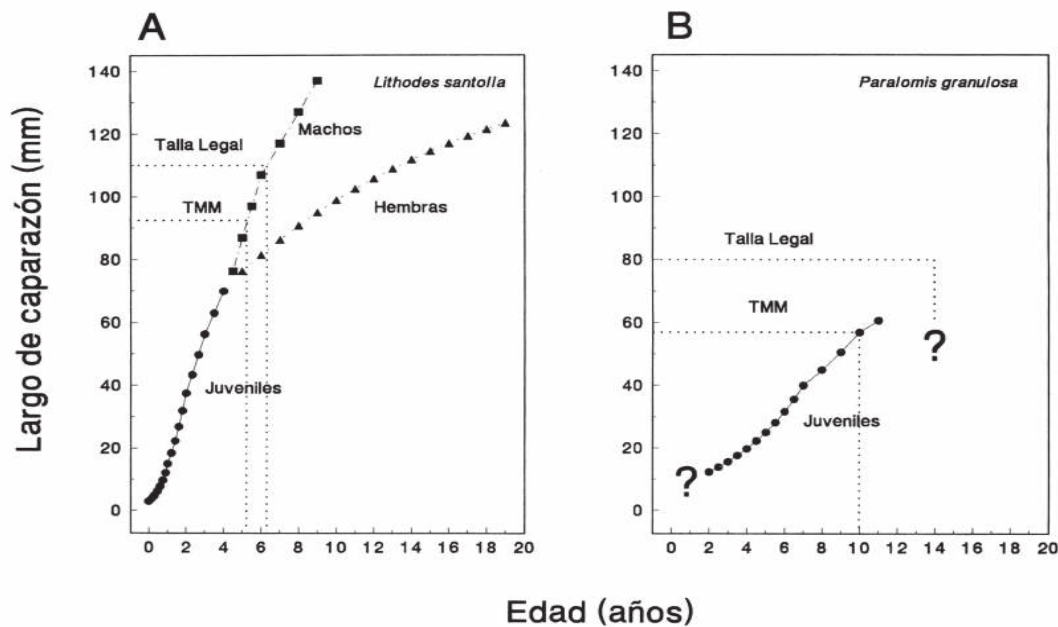 A
B
Largo de caparazón (mm)
140
120
100
80
60
40
20
0
Lithodes santolla
Machos
Talla Legal
TMM
Hembras
Juveniles
0 2 4 6 8 10 12 14 16 18 20
140
120
100
80
60
40
20
0
Paralomis granulosa
Talla Legal
TMM
?
Juveniles
?
0 2 4 6 8 10 12 14 16 18 20
Edad (años)